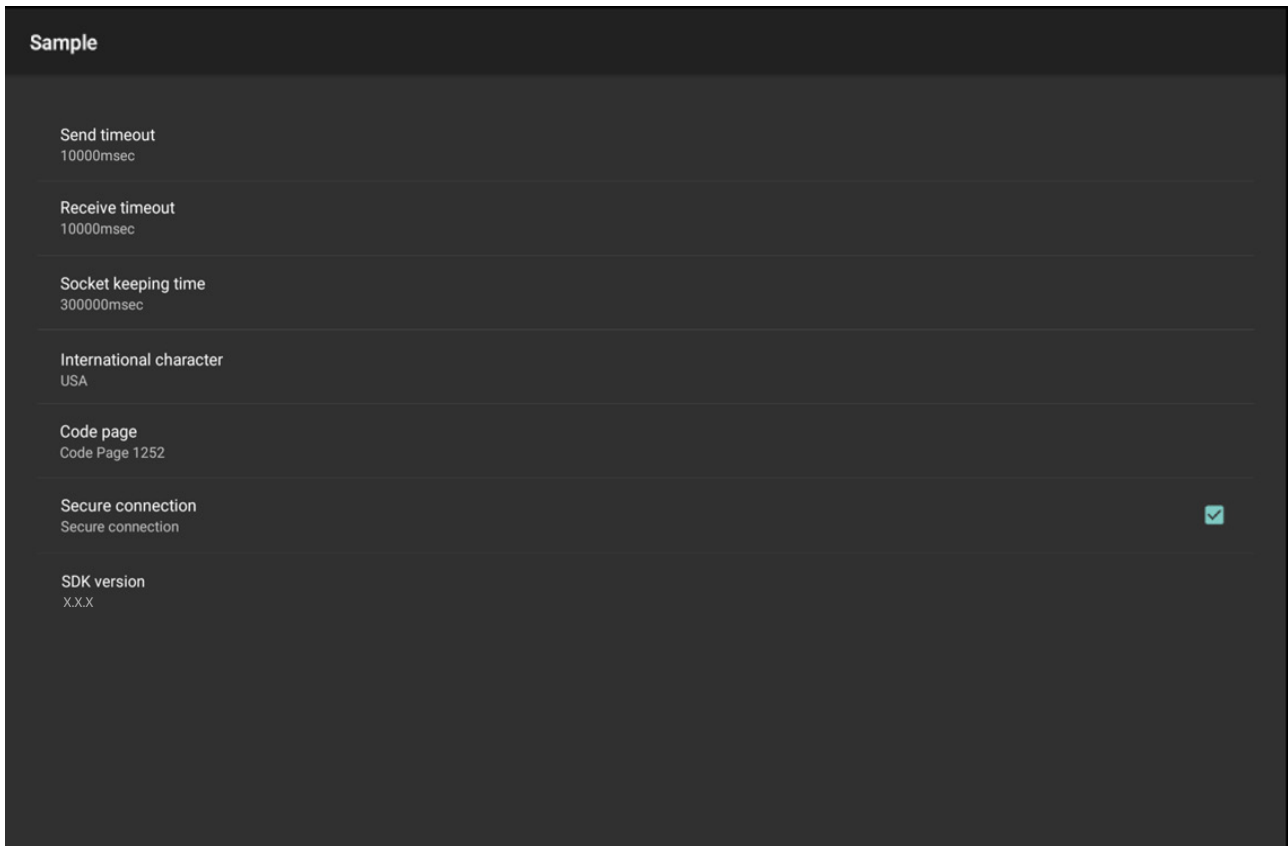 Sample
Send timeout
10000msec
Receive timeout
10000msec
Socket keeping time
300000msec
International character
USA
Code page
Code Page 1252
Secure connection
Secure connection
SDK version
X.X.X